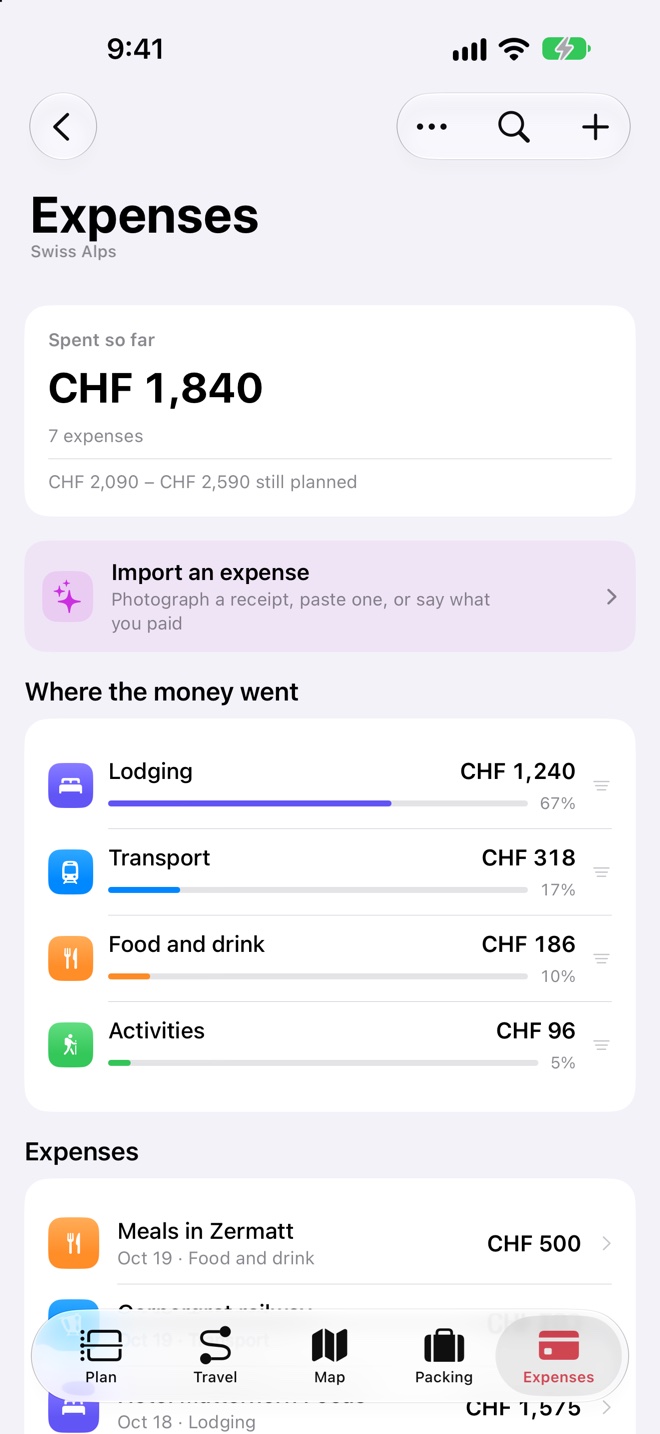 9:41
Expenses
Swiss Alps
Spent so far
CHF 1,840
7 expenses
CHF 2,090 – CHF 2,590 still planned
Import an expense
Photograph a receipt, paste one, or say what
you paid
Where the money went
Lodging
CHF 1,240
67%
Transport
CHF 318
17%
Food and drink
CHF 186
10%
Activities
CHF 96
5%
Expenses
Meals in Zermatt
Oct 19 · Food and drink
CHF 500
Oct 19 · Transport
Oct 18 · Lodging
CHF 1,575
Plan
Travel
Map
Packing
Expenses